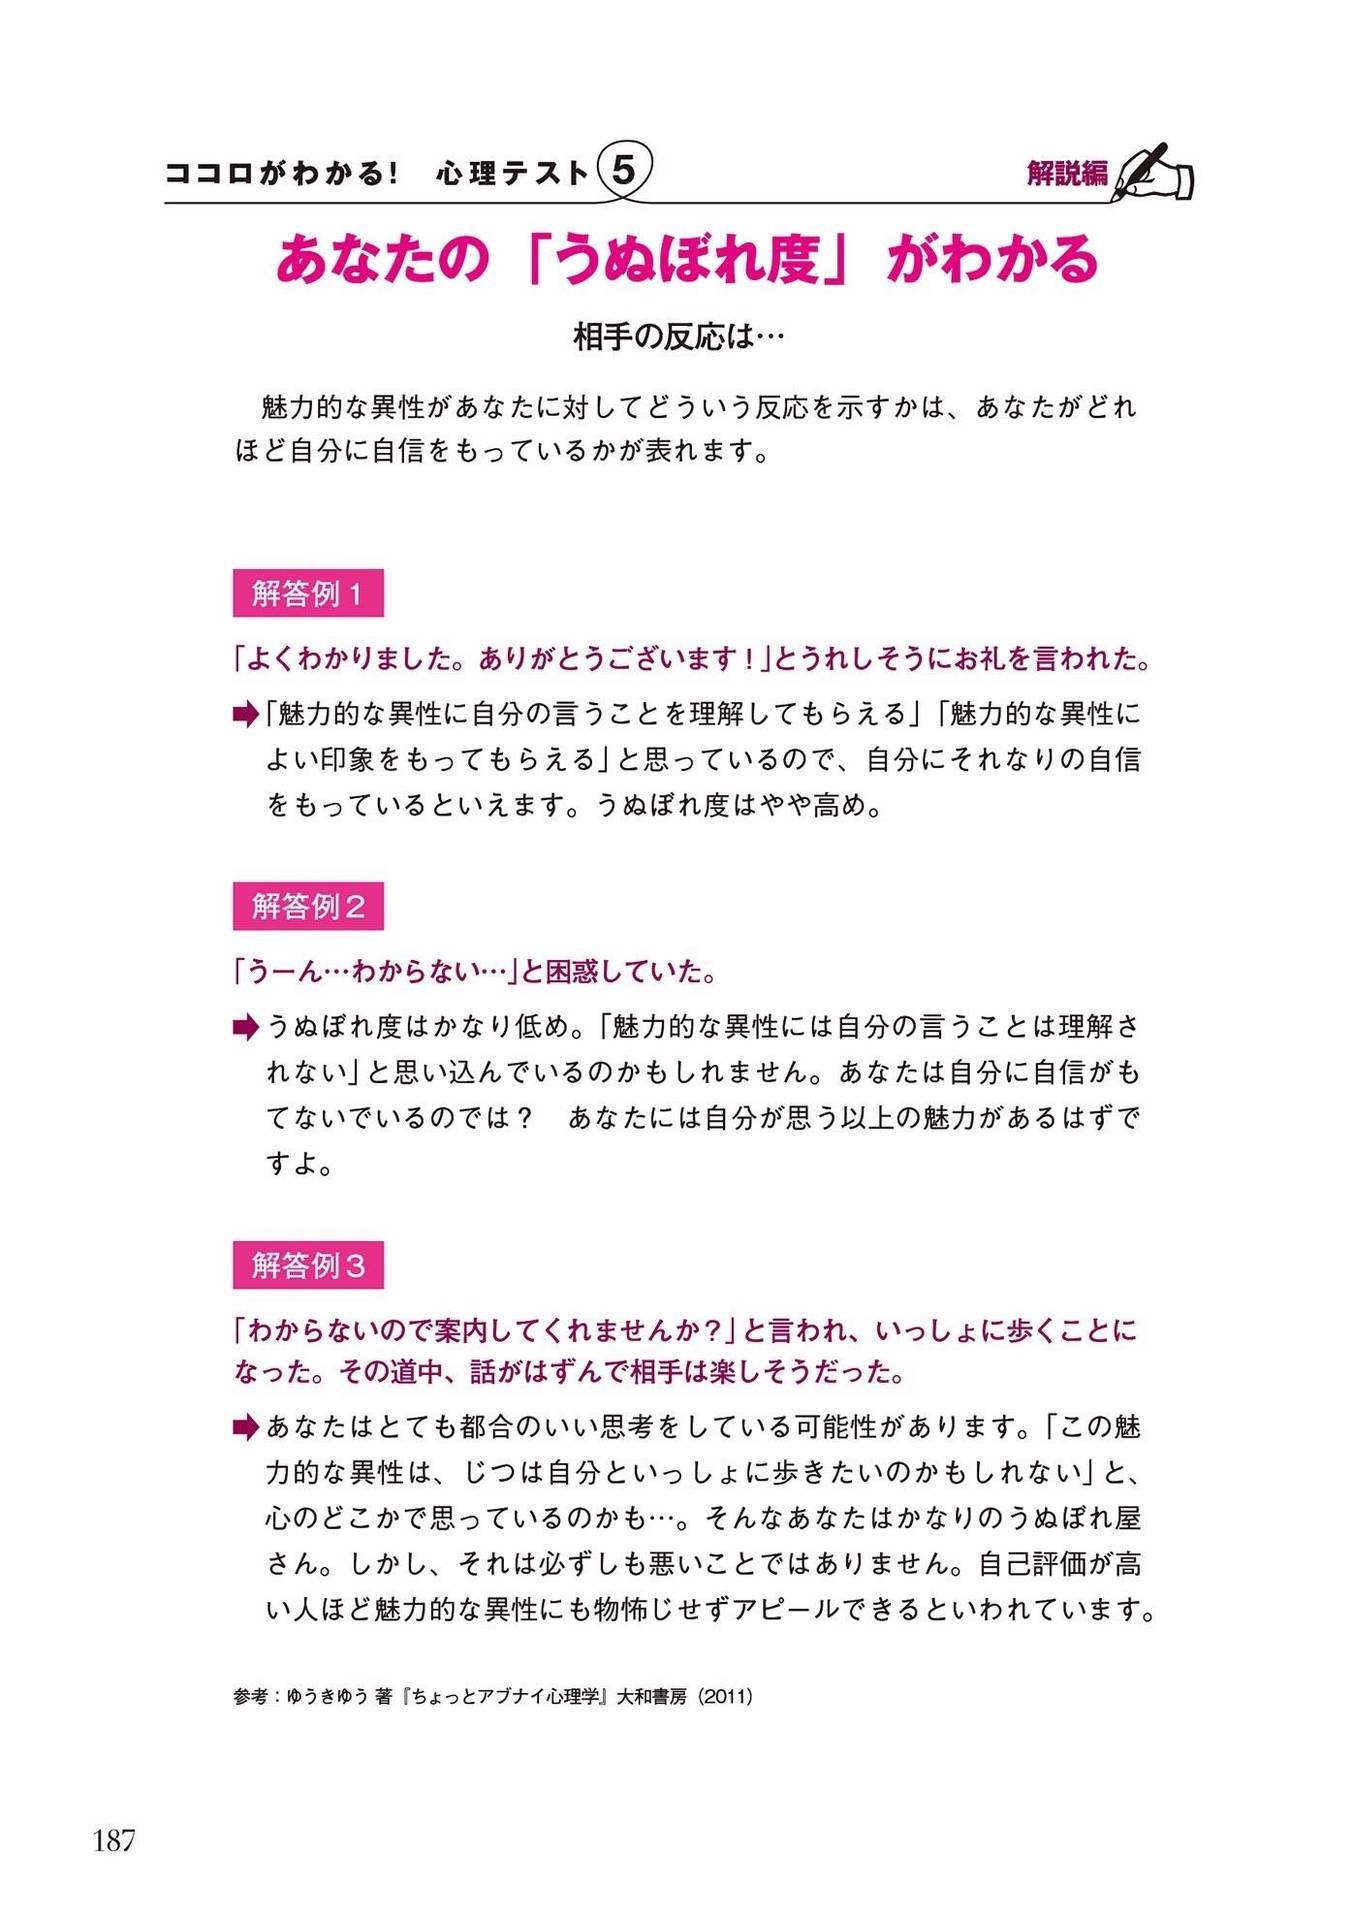 ココロがわかる！　心理テスト5
解説編
あなたの「うぬぼれ度」がわかる
相手の反応は…
魅力的な異性があなたに対してどういう反応を示すかは、あなたがどれ
ほど自分に自信をもっているかが表れます。
解答例1
「よくわかりました。ありがとうございます！」とうれしそうにお礼を言われた。
➡「魅力的な異性に自分の言うことを理解してもらえる」「魅力的な異性に
よい印象をもってもらえる」と思っているので、自分にそれなりの自信
をもっているといえます。うぬぼれ度はやや高め。
解答例2
「うーん…わからない…」と困惑していた。
➡うぬぼれ度はかなり低め。「魅力的な異性には自分の言うことは理解さ
れない」と思い込んでいるのかもしれません。あなたは自分に自信がも
てないでいるのでは？　あなたには自分が思う以上の魅力があるはずで
すよ。
解答例3
「わからないので案内してくれませんか？」と言われ、いっしょに歩くことに
なった。その道中、話がはずんで相手は楽しそうだった。
➡あなたはとても都合のいい思考をしている可能性があります。「この魅
力的な異性は、じつは自分といっしょに歩きたいのかもしれない」と、
心のどこかで思っているのかも…。そんなあなたはかなりのうぬぼれ屋
さん。しかし、それは必ずしも悪いことではありません。自己評価が高
い人ほど魅力的な異性にも物怖じせずアピールできるといわれています。
参考：ゆうきゆう 著『ちょっとアブナイ心理学』大和書房（2011）
187